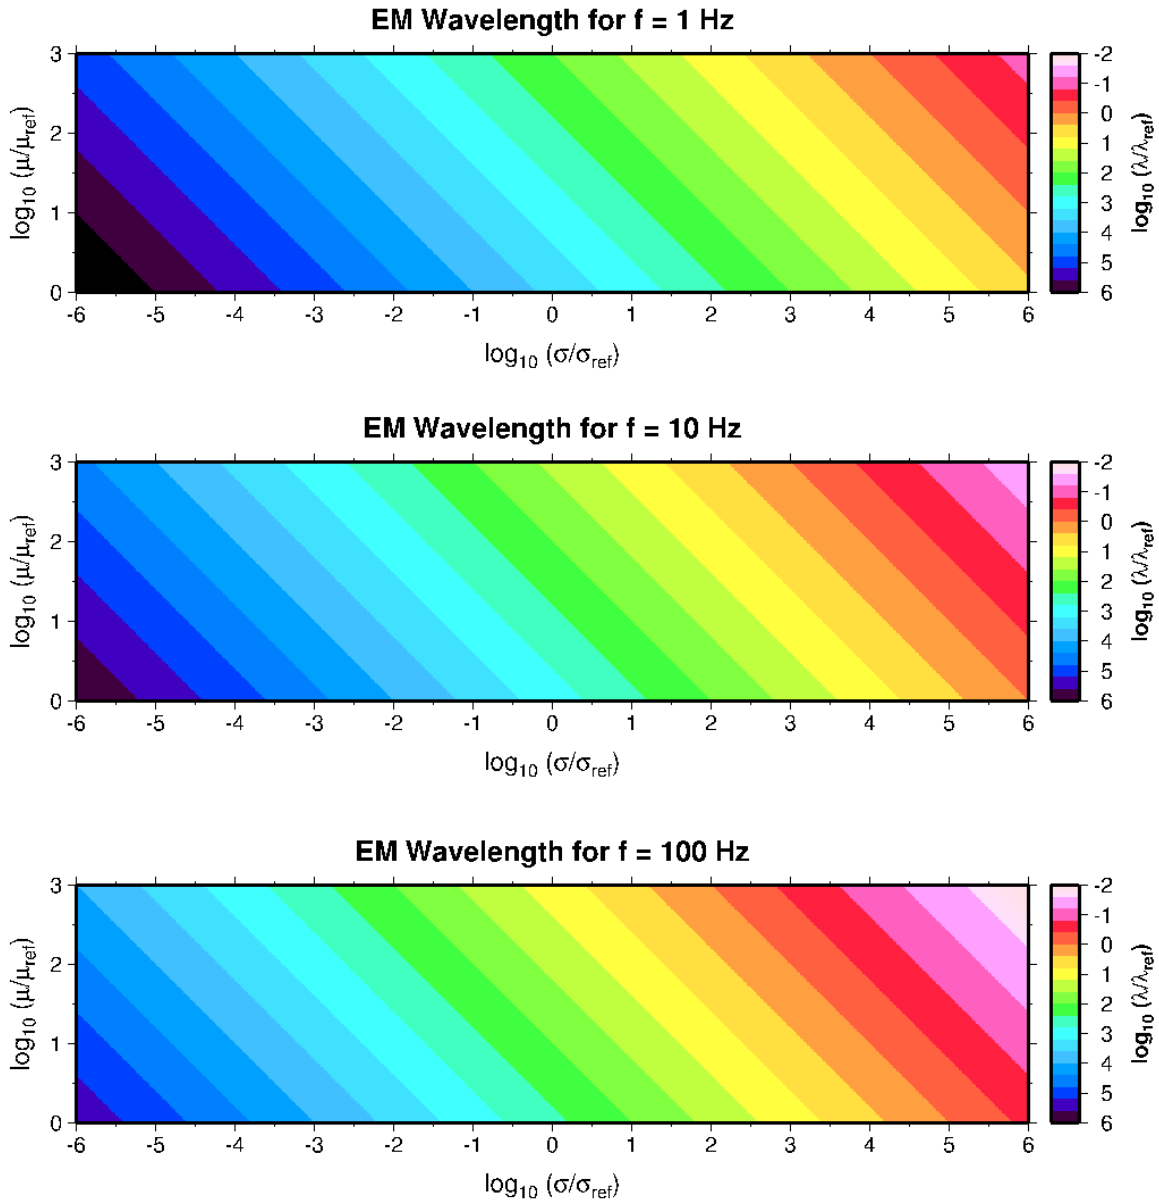 EM Wavelength for f = 1 Hz
3
2
1
0
log10 (μ/μref)
-6 -5 -4 -3 -2 -1 0 1 2 3 4 5 6
log10 (σ/σref)
-2
-1
0
1
2
3
4
5
6
log10 (λ/λref)
EM Wavelength for f = 10 Hz
3
2
1
0
log10 (μ/μref)
-6 -5 -4 -3 -2 -1 0 1 2 3 4 5 6
log10 (σ/σref)
-2
-1
0
1
2
3
4
5
6
log10 (λ/λref)
EM Wavelength for f = 100 Hz
3
2
1
0
log10 (μ/μref)
-6 -5 -4 -3 -2 -1 0 1 2 3 4 5 6
log10 (σ/σref)
-2
-1
0
1
2
3
4
5
6
log10 (λ/λref)